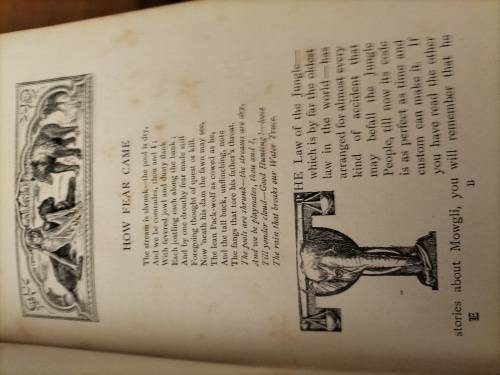 HOW FEAR CAME
The stream is shrunk—the pool is dry,
And we be comrades, thou and I;
With fevered jowl and dusty flank
Each jostling each along the bank;
And by one drouthy fear made still
Foregoing thought of quest or kill.
Now 'neath his dam the fawn may see,
The lean Pack-wolf as cowed as he,
And the tall buck, unflinching, note
The fangs that tore his father's throat.
The pools are shrunk—the streams are dry,
And we be playmates, thou and I,
Till yonder cloud—Good Hunting!—loose
The rain that breaks our Water Truce.
THE Law of the Jungle—
which is by far the oldest
law in the world—has
arranged for almost every
kind of accident that
may befall the Jungle
People, till now its code
is as perfect as time and
custom can make it. If
you have read the other
stories about Mowgli, you will remember that he
B
E